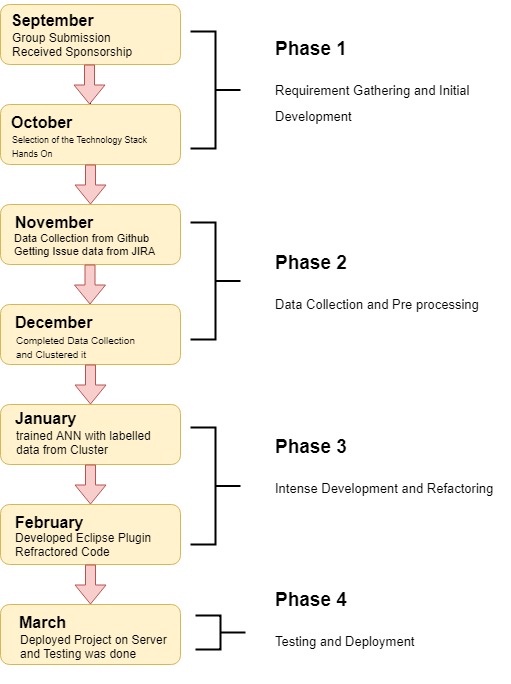 September
Group Submission
Received Sponsorship
Phase 1
Requirement Gathering and Initial
Development
October
Selection of the Technology Stack
Hands On
November
Data Collection from Github
Getting Issue data from JIRA
Phase 2
Data Collection and Pre processing
December
Completed Data Collection
and Clustered it
January
trained ANN with labelled
data from Cluster
Phase 3
Intense Development and Refactoring
February
Developed Eclipse Plugin
Refractored Code
March
Deployed Project on Server
and Testing was done
Phase 4
Testing and Deployment